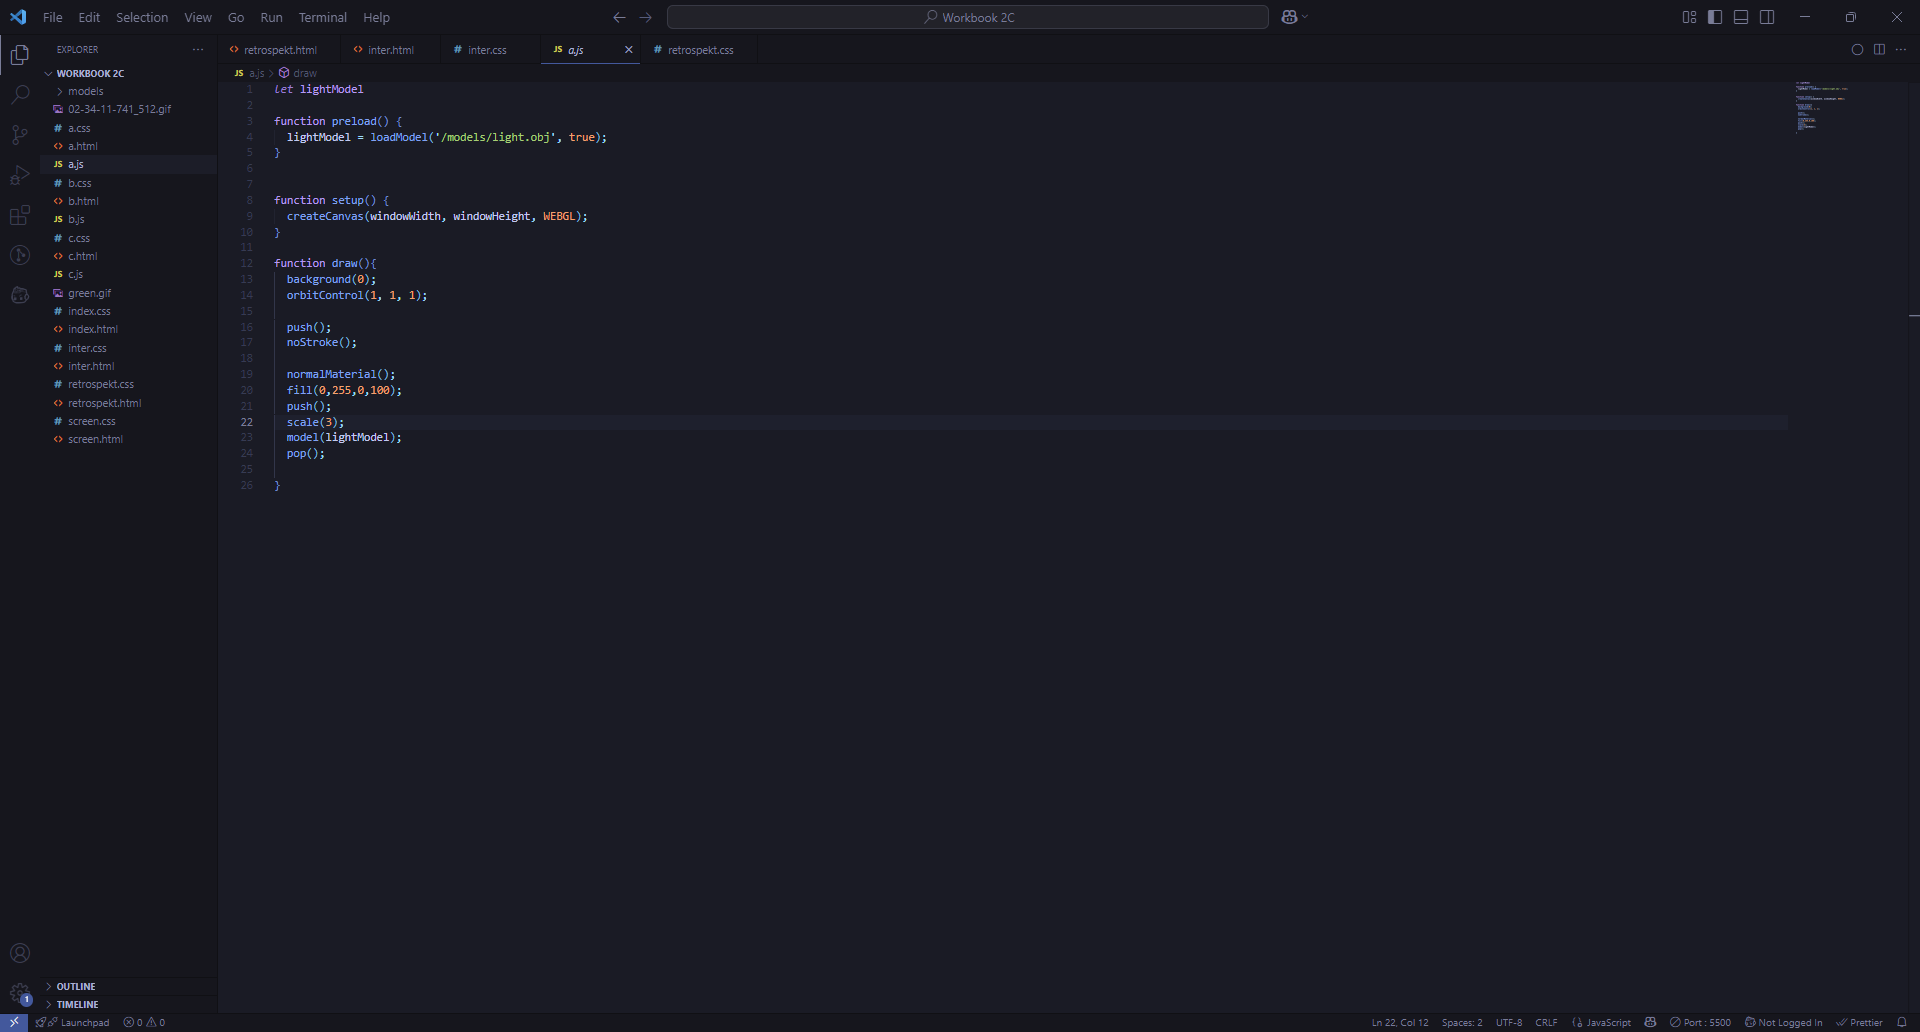 File Edit Selection View Go Run Terminal Help
Workbook 2C
EXPLORER
retrospekt.html
inter.html
# inter.css
JS a.js
# retrospekt.css
WORKBOOK 2C
models
02-34-11-741_512.gif
# a.css
<> a.html
JS a.js
# b.css
<> b.html
JS b.js
# c.css
<> c.html
JS c.js
green.gif
# index.css
<> index.html
# inter.css
<> inter.html
# retrospekt.css
<> retrospekt.html
# screen.css
<> screen.html
OUTLINE
TIMELINE
JS a.js > draw
1 let lightModel
2
3 function preload() {
4 lightModel = loadModel('/models/light.obj', true);
5 }
6
7
8 function setup() {
9 createCanvas(windowWidth, windowHeight, WEBGL);
10 }
11
12 function draw(){
13 background(0);
14 orbitControl(1, 1, 1);
15
16 push();
17 noStroke();
18
19 normalMaterial();
20 fill(0,255,0,100);
21 push();
22 scale(3);
23 model(lightModel);
24 pop();
25
26 }
1
Launchpad 0 0
Ln 22, Col 12 Spaces: 2 UTF-8 CRLF {} JavaScript Port : 5500 Not Logged In Prettier